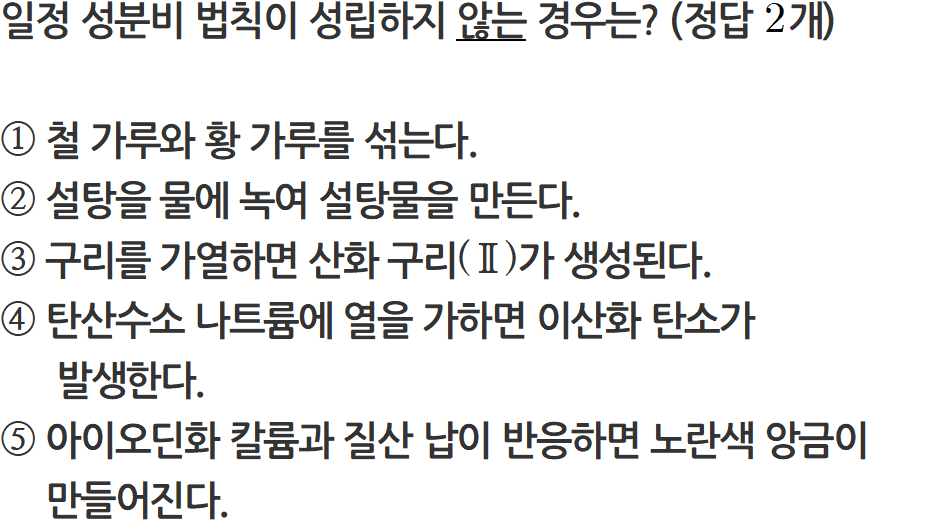 일정 성분비 법칙이 성립하지 않는 경우는? (정답 2개)
① 철 가루와 황 가루를 섞는다.
② 설탕을 물에 녹여 설탕물을 만든다.
③ 구리를 가열하면 산화 구리(Ⅱ)가 생성된다.
④ 탄산수소 나트륨에 열을 가하면 이산화 탄소가
발생한다.
⑤ 아이오딘화 칼륨과 질산 납이 반응하면 노란색 앙금이
만들어진다.